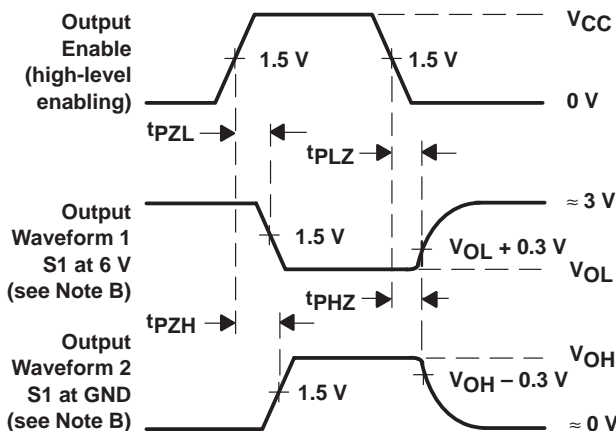 Output
Enable
(high-level
enabling)
1.5 V
1.5 V
VCC
0 V
tPZL
tPLZ
Output
Waveform 1
S1 at 6 V
(see Note B)
1.5 V
≈ 3 V
VOL + 0.3 V
VOL
tPZH
tPHZ
Output
Waveform 2
S1 at GND
(see Note B)
1.5 V
VOH
VOH – 0.3 V
≈ 0 V